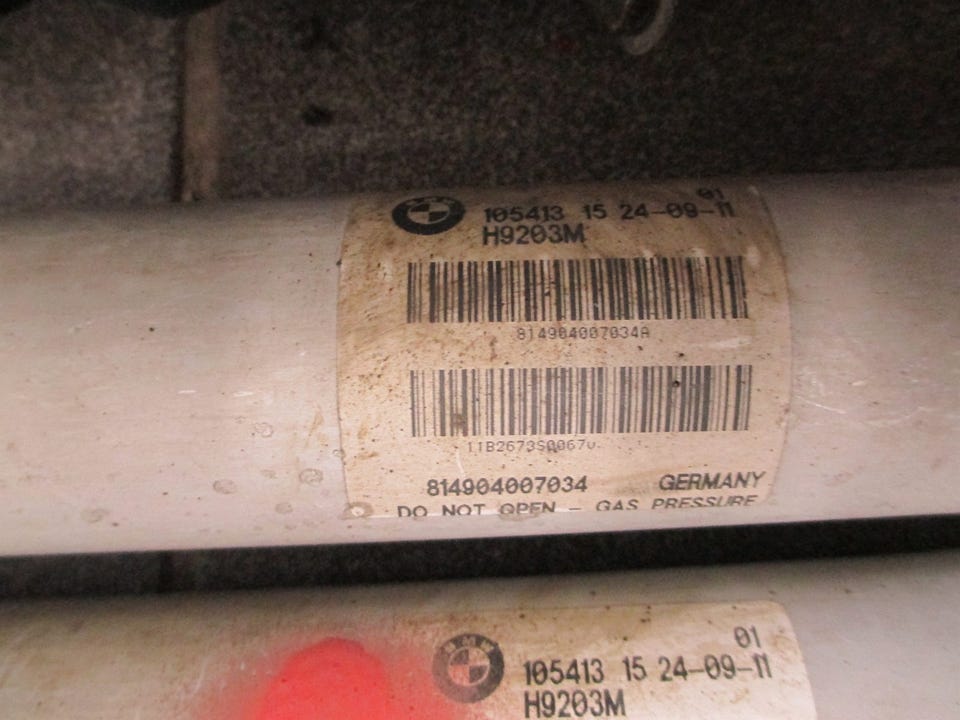 01
105413 15 24-09-11
H9203M
814904007034A
814904007034 GERMANY
DO NOT OPEN - GAS PRESSURE
BMW
01
105413 15 24-09-11
H9203M